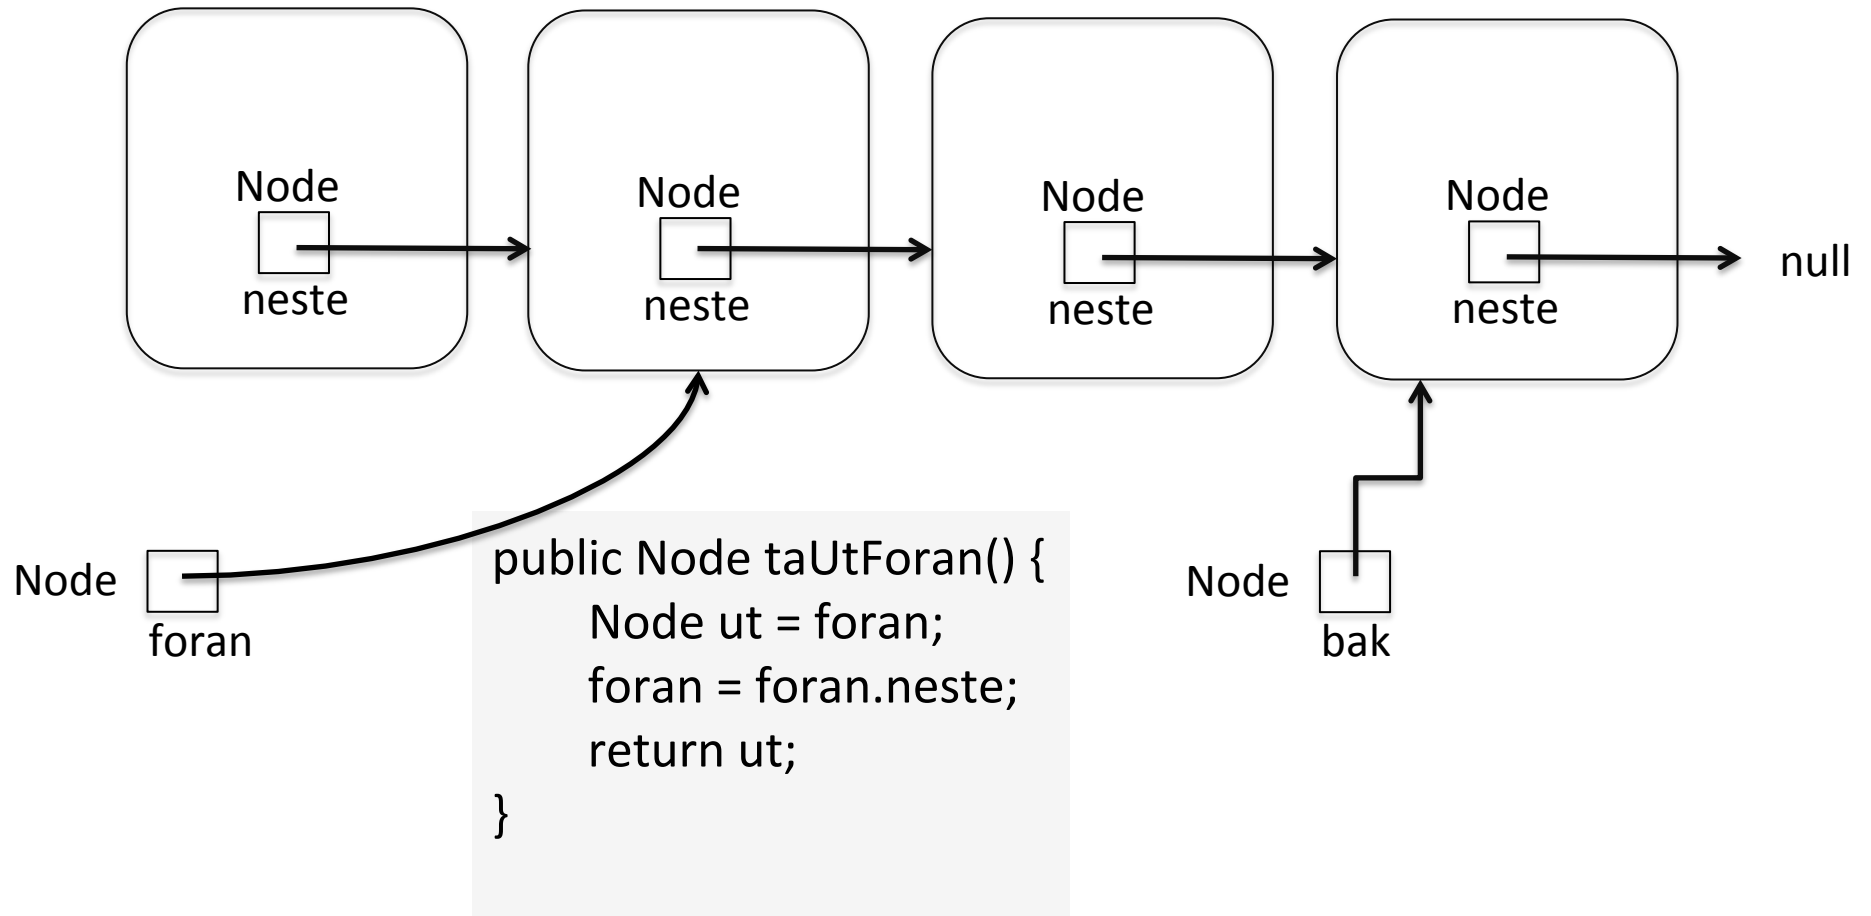 Node
neste
Node
neste
Node
neste
Node
neste
null
Node
foran
public Node taUtForan() {
Node ut = foran;
foran = foran.neste;
return ut;
}
Node
bak